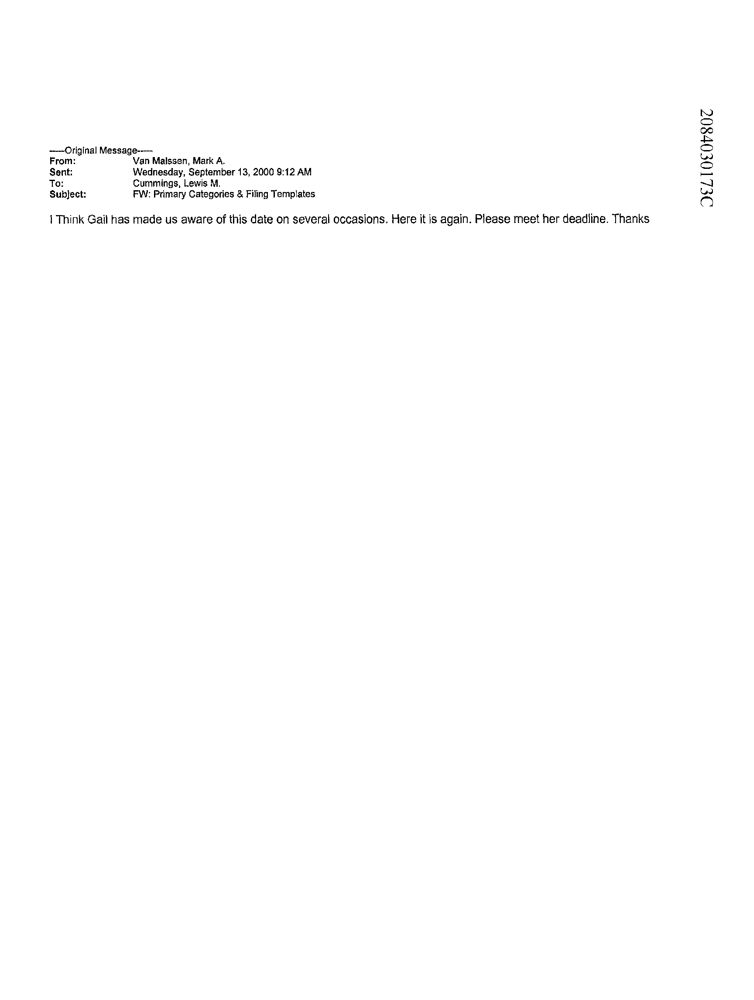 -----Original Message-----
From: Van Malssen, Mark A.
Sent: Wednesday, September 13, 2000 9:12 AM
To: Cummings, Lewis M.
Subject: FW: Primary Categories & Filing Templates
I Think Gail has made us aware of this date on several occasions. Here it is again. Please meet her deadline. Thanks
2084030173C